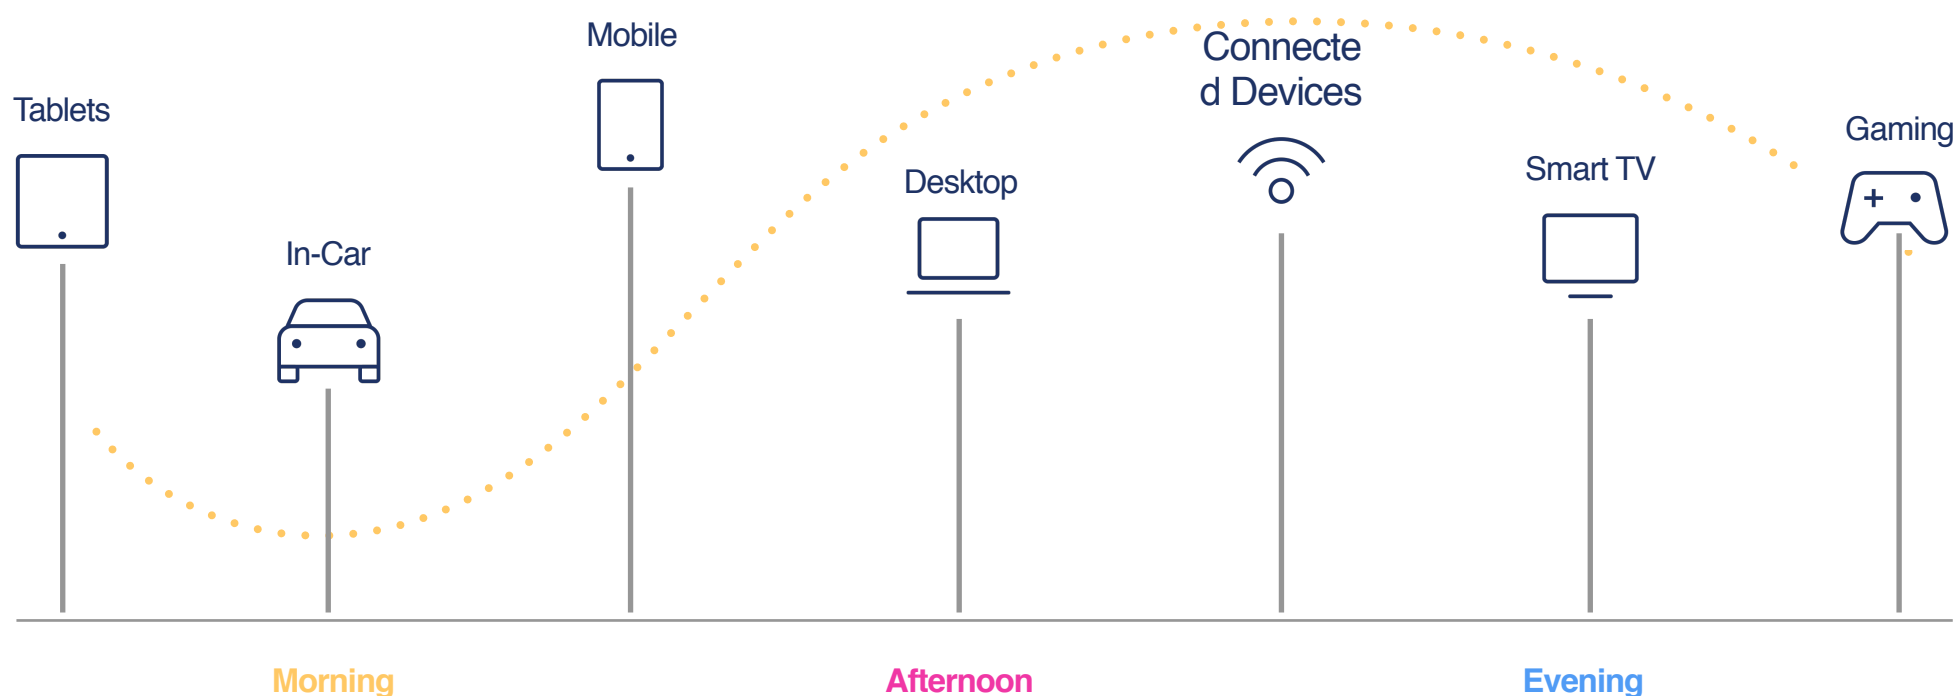 Tablets
In-Car
Mobile
Desktop
Connecte
d Devices
Smart TV
Gaming
Morning
Afternoon
Evening